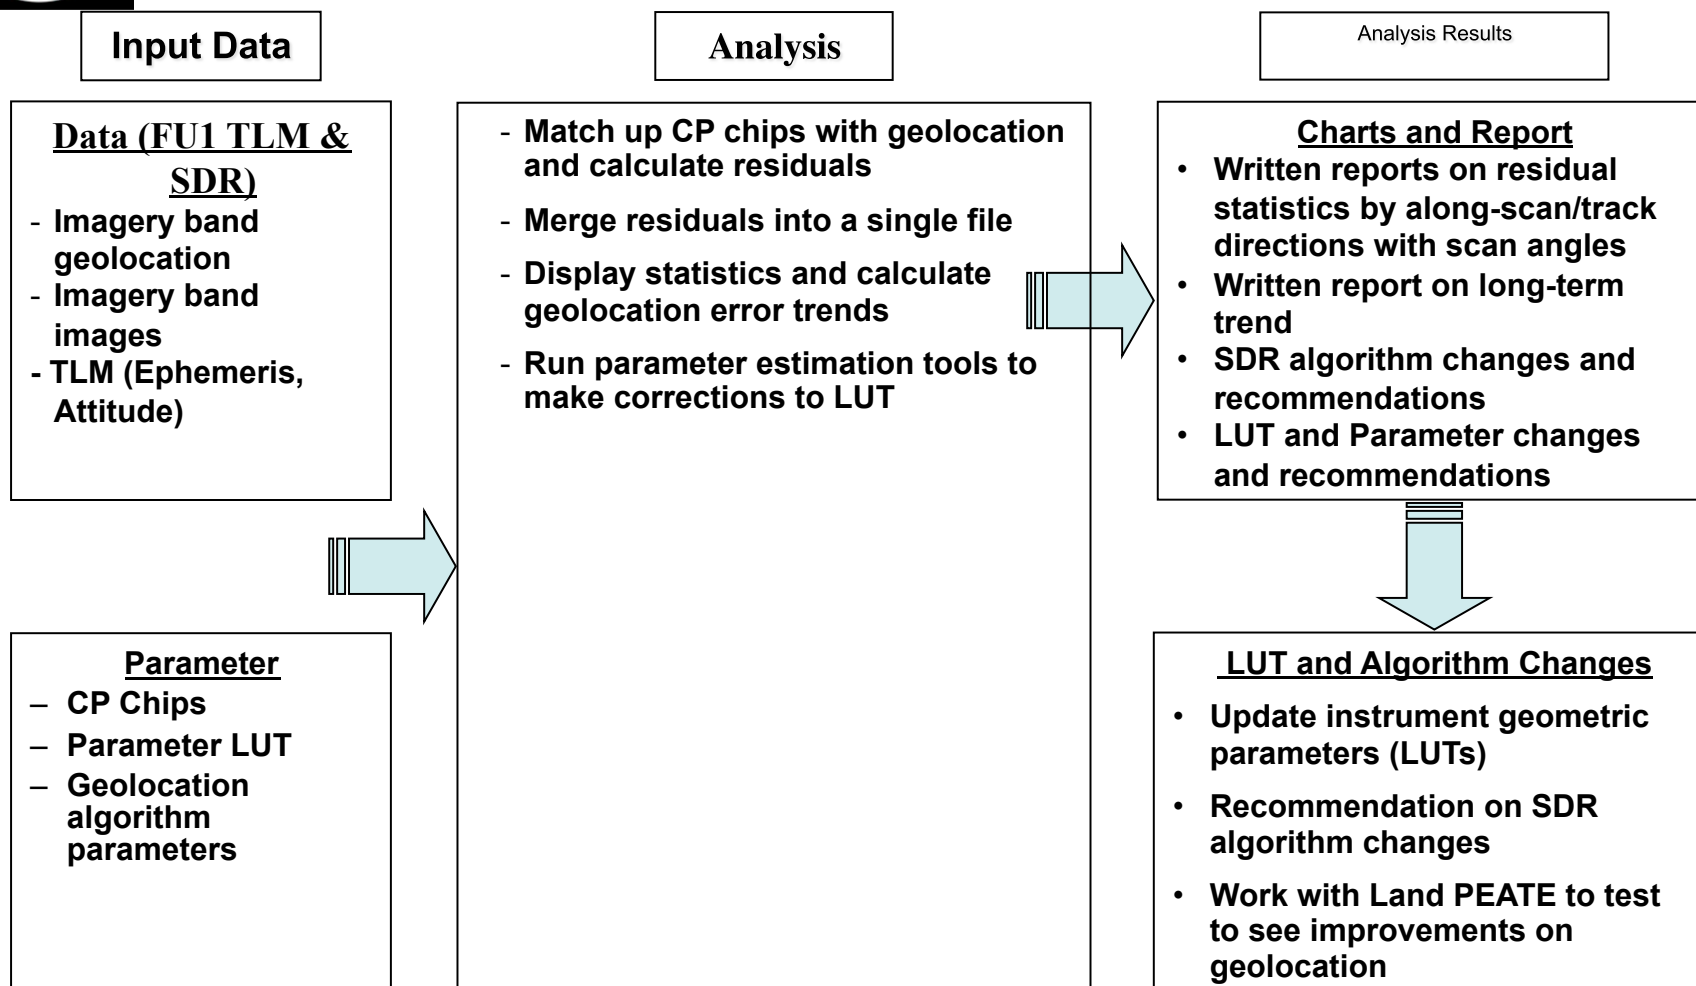 Input Data
Data (FU1 TLM &
SDR)
- Imagery band
geolocation
- Imagery band
images
- TLM (Ephemeris,
Attitude)
Parameter
– CP Chips
– Parameter LUT
– Geolocation
algorithm
parameters
Analysis
- Match up CP chips with geolocation
and calculate residuals
- Merge residuals into a single file
- Display statistics and calculate
geolocation error trends
- Run parameter estimation tools to
make corrections to LUT
Analysis Results
Charts and Report
• Written reports on residual
statistics by along-scan/track
directions with scan angles
• Written report on long-term
trend
• SDR algorithm changes and
recommendations
• LUT and Parameter changes
and recommendations
LUT and Algorithm Changes
• Update instrument geometric
parameters (LUTs)
• Recommendation on SDR
algorithm changes
• Work with Land PEATE to test
to see improvements on
geolocation